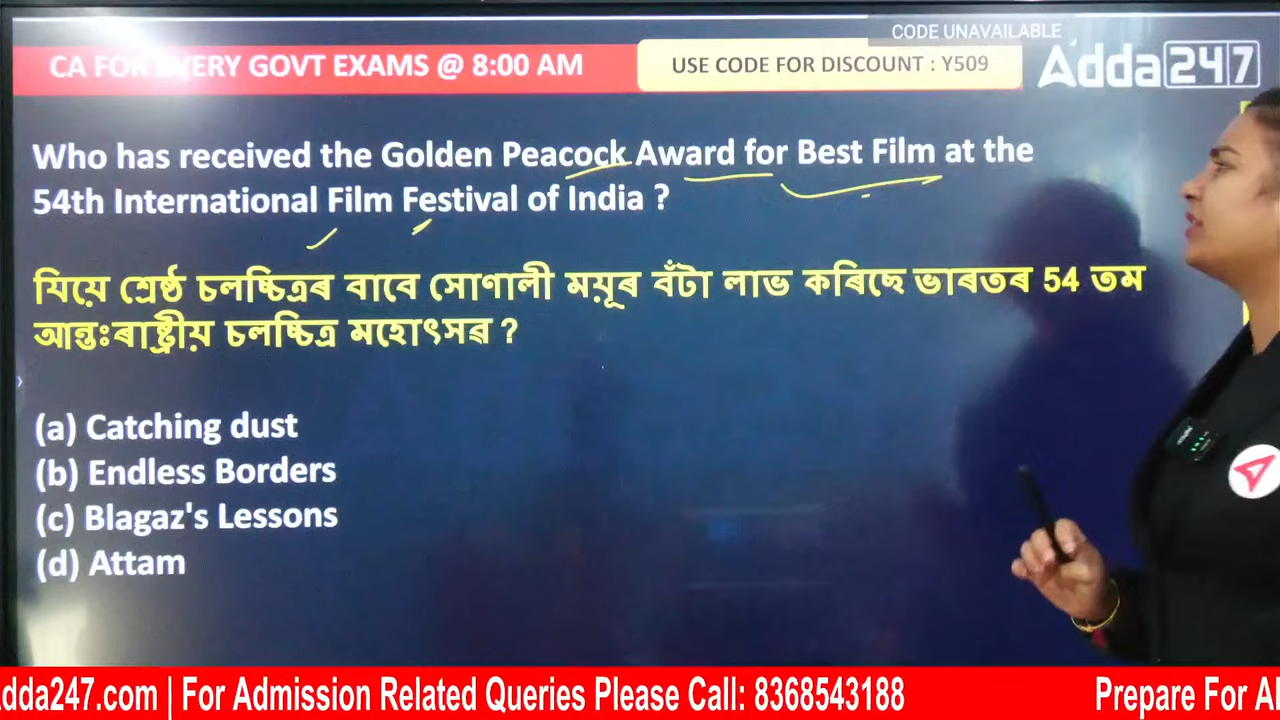 CODE UNAVAILABLE
CA FOR EVERY GOVT EXAMS @ 8:00 AM
USE CODE FOR DISCOUNT : Y509
Adda247
Who has received the Golden Peacock Award for Best Film at the
54th International Film Festival of India ?
যিয়ে শ্ৰেষ্ঠ চলচ্চিত্ৰৰ বাবে সোণালী ময়ূৰ বঁটা লাভ কৰিছে ভাৰতৰ 54 তম
আন্তঃৰাষ্ট্ৰীয় চলচ্চিত্ৰ মহোৎসৱ ?
(a) Catching dust
(b) Endless Borders
(c) Blagaz's Lessons
(d) Attam
dda247.com | For Admission Related Queries Please Call: 8368543188
Prepare For Al